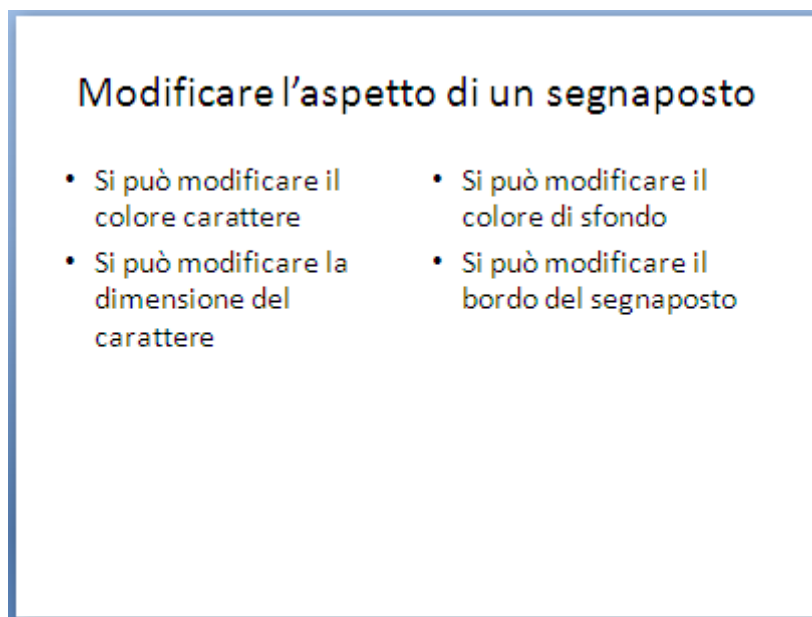 Modificare l’aspetto di un segnaposto
• Si può modificare il
colore carattere
• Si può modificare la
dimensione del
carattere
• Si può modificare il
colore di sfondo
• Si può modificare il
bordo del segnaposto